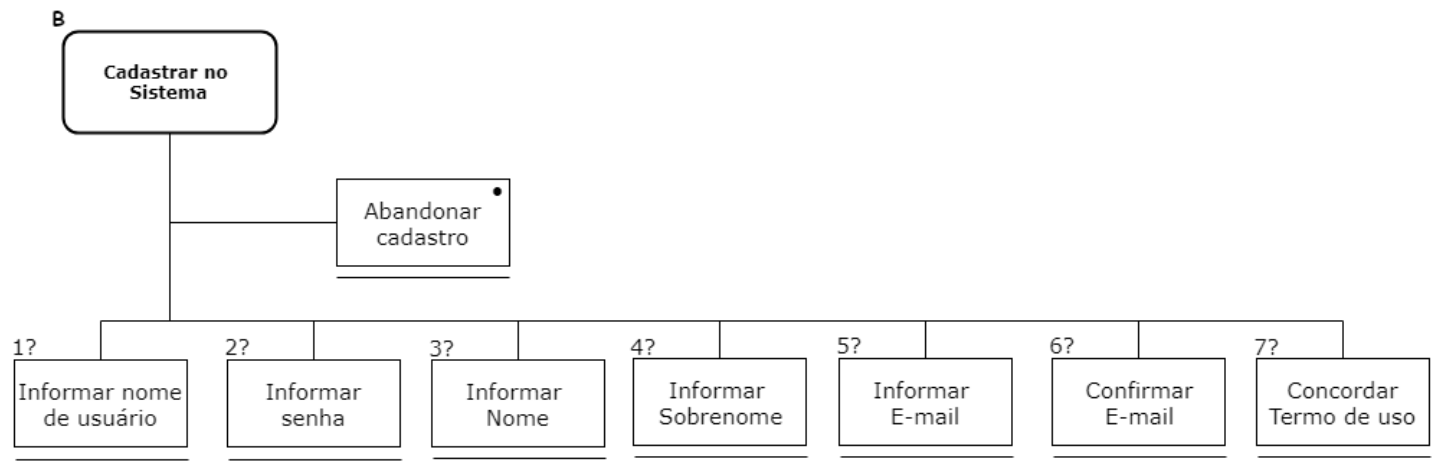 B
Cadastrar no
Sistema
Abandonar
cadastro
1?
Informar nome
de usuário
2?
Informar
senha
3?
Informar
Nome
4?
Informar
Sobrenome
5?
Informar
E-mail
6?
Confirmar
E-mail
7?
Concordar
Termo de uso